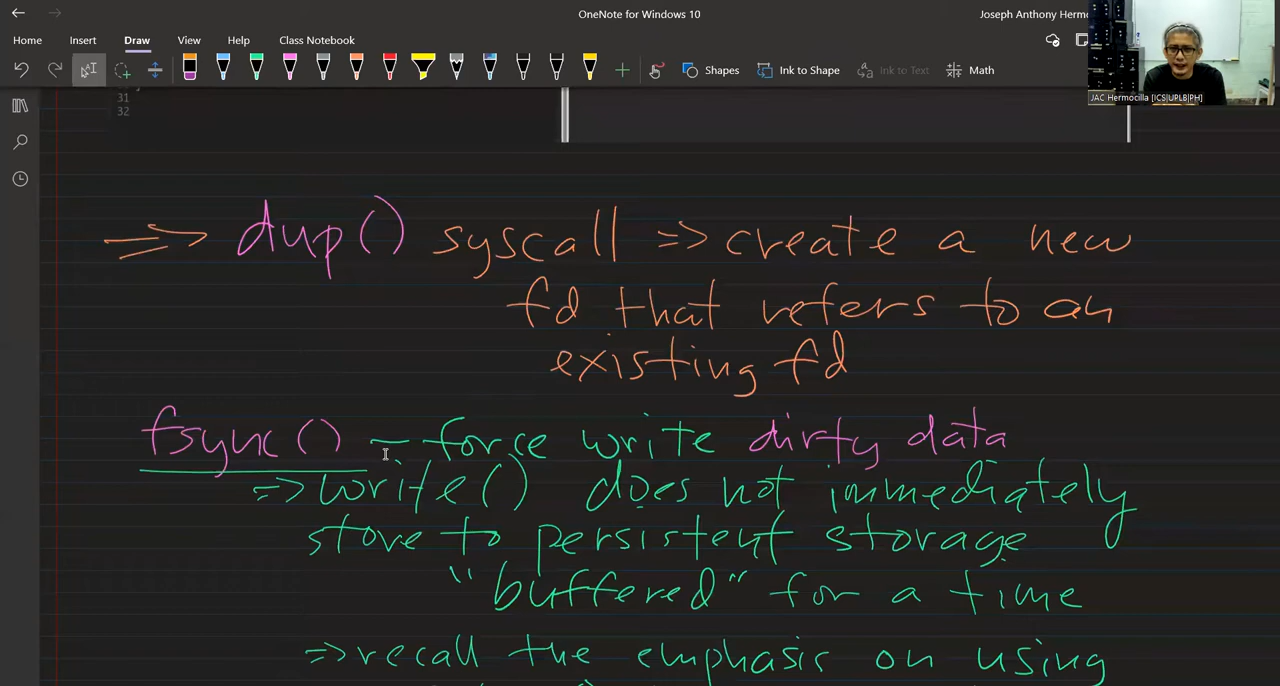 OneNote for Windows 10
Joseph Anthony Hermo
Home Insert Draw View Help Class Notebook
Shapes Ink to Shape Ink to Text Math
JAC Hermocilla [ICS|UPLB|PH]
31
32
=> dup() syscall => create a new
fd that refers to an
existing fd
fsync() - force write dirty data
=> write() does not immediately
store to persistent storage
"buffered" for a time
=> recall the emphasis on using